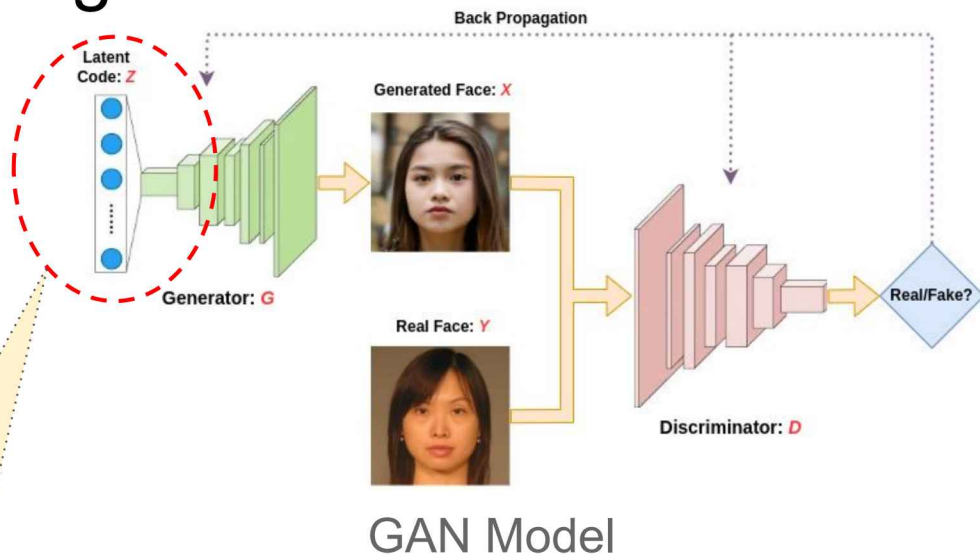 g
Back Propagation
Latent
Code: Z
Generated Face: X
Generator: G
Real Face: Y
Real/Fake?
Discriminator: D
GAN Model